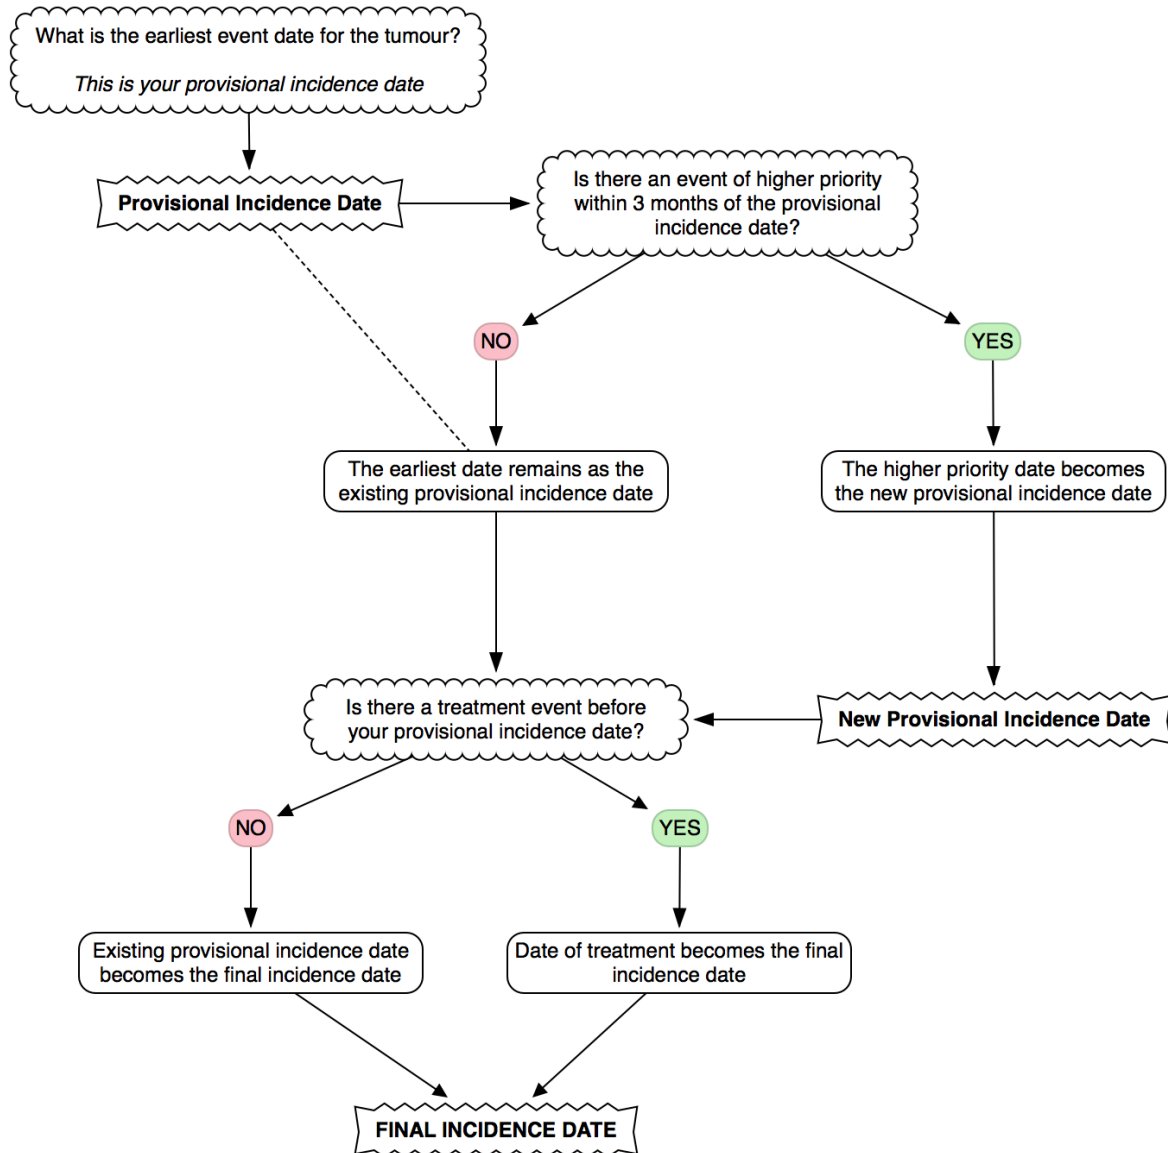 What is the earliest event date for the tumour?
This is your provisional incidence date
Provisional Incidence Date
Is there an event of higher priority
within 3 months of the provisional
incidence date?
NO
YES
The earliest date remains as the
existing provisional incidence date
The higher priority date becomes
the new provisional incidence date
Is there a treatment event before
your provisional incidence date?
New Provisional Incidence Date
NO
YES
Existing provisional incidence date
becomes the final incidence date
Date of treatment becomes the final
incidence date
FINAL INCIDENCE DATE